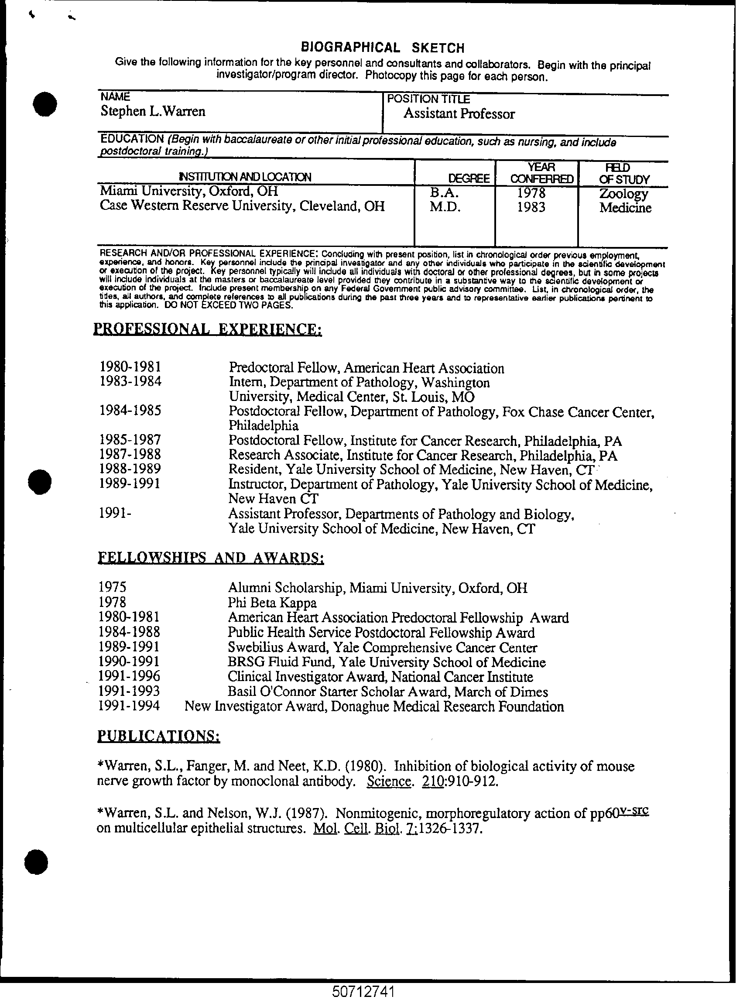 BIOGRAPHICAL SKETCH
Give the following information for the key personnel and consultants and collaborators. Begin with the principal
investigator/program director. Photocopy this page for each person.
NAME
Stephen L.Warren
POSITION TITLE
Assistant Professor
EDUCATION (Begin with baccalaureate or other initial professional education, such as nursing, and include
postdoctoral training.)
INSTITUTION AND LOCATION DEGREE YEAR CONFERRED FIELD OF STUDY
Miami University, Oxford, OH B.A. 1978 Zoology
Case Western Reserve University, Cleveland, OH M.D. 1983 Medicine
RESEARCH AND/OR PROFESSIONAL EXPERIENCE: Concluding with present position, list in chronological order previous employment,
experience, and honors. Key personnel include the principal investigator and any other individuals who participate in the scientific development
or execution of the project. Key personnel typically will include all individuals with doctoral or other professional degrees, but in some projects
will include individuals at the masters or baccalaureate level provided they contribute in a substantive way to the scientific development or
execution of the project. Include present membership on any Federal Government public advisory committee. List, in chronological order, the
titles, all authors, and complete references to all publications during the past three years and to representative earlier publications pertinent to
this application. DO NOT EXCEED TWO PAGES.
PROFESSIONAL EXPERIENCE:
1980-1981 Predoctoral Fellow, American Heart Association
1983-1984 Intern, Department of Pathology, Washington
University, Medical Center, St. Louis, MO
1984-1985 Postdoctoral Fellow, Department of Pathology, Fox Chase Cancer Center,
Philadelphia
1985-1987 Postdoctoral Fellow, Institute for Cancer Research, Philadelphia, PA
1987-1988 Research Associate, Institute for Cancer Research, Philadelphia, PA
1988-1989 Resident, Yale University School of Medicine, New Haven, CT
1989-1991 Instructor, Department of Pathology, Yale University School of Medicine,
New Haven CT
1991- Assistant Professor, Departments of Pathology and Biology,
Yale University School of Medicine, New Haven, CT
FELLOWSHIPS AND AWARDS:
1975 Alumni Scholarship, Miami University, Oxford, OH
1978 Phi Beta Kappa
1980-1981 American Heart Association Predoctoral Fellowship Award
1984-1988 Public Health Service Postdoctoral Fellowship Award
1989-1991 Swebilius Award, Yale Comprehensive Cancer Center
1990-1991 BRSG Fluid Fund, Yale University School of Medicine
1991-1996 Clinical Investigator Award, National Cancer Institute
1991-1993 Basil O'Connor Starter Scholar Award, March of Dimes
1991-1994 New Investigator Award, Donaghue Medical Research Foundation
PUBLICATIONS:
*Warren, S.L., Fanger, M. and Neet, K.D. (1980). Inhibition of biological activity of mouse
nerve growth factor by monoclonal antibody. Science. 210:910-912.
*Warren, S.L. and Nelson, W.J. (1987). Nonmitogenic, morphoregulatory action of pp60v-src
on multicellular epithelial structures. Mol. Cell. Biol. 7:1326-1337.
50712741